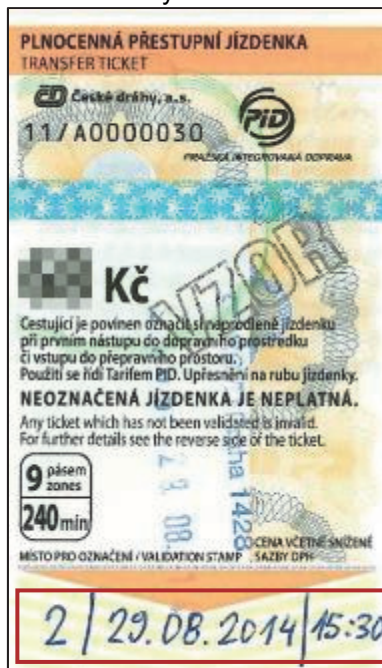 PLNOCENNÁ PŘESTUPNÍ JÍZDENKA
TRANSFER TICKET
ČD České dráhy, a.s.
11/A0000030
PID
PRAŽSKÁ INTEGROVANÁ DOPRAVA
VZOR
Kč
Cestující je povinen označit si neprodleně jízdenku
při prvním nástupu do dopravního prostředku
či vstupu do přepravního prostoru.
Použití se řídí Tarifem PID. Upřesnění na rubu jízdenky.
NEOZNAČENÁ JÍZDENKA JE NEPLATNÁ.
Any ticket which has not been validated is invalid.
For further details see the reverse side of the ticket.
9 pásem
zones
240 min
1428
CENA VČETNĚ SNÍŽENÉ
SAZBY DPH
MÍSTO PRO OZNAČENÍ / VALIDATION STAMP
2 / 29.08.2014 / 15:30